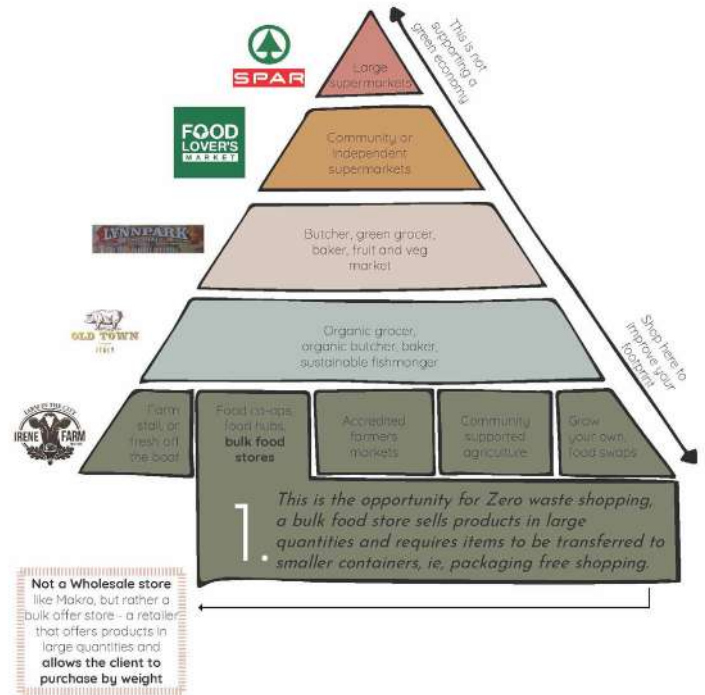 This is not
supporting a
green economy
SPAR
Large
supermarkets
FOOD
LOVER'S
MARKET
Community or
independent
supermarkets
LYNNPARK
Butcher, green grocer,
baker, fruit and veg
market
OLD TOWN
ITALY
Organic grocer,
organic butcher, baker,
sustainable fishmonger
Shop here to
improve your
footprint
FARM IN THE CITY
IRENE FARM
Farm
stall, or
fresh off
the boat
Food co-ops,
food hubs,
bulk food
stores
Accredited
farmers
markets
Community
supported
agriculture
Grow
your own,
food swaps
1.
This is the opportunity for Zero waste shopping,
a bulk food store sells products in large
quantities and requires items to be transferred to
smaller containers, ie, packaging free shopping.
Not a Wholesale store
like Makro, but rather a
bulk offer store - a retailer
that offers products in
large quantities and
allows the client to
purchase by weight